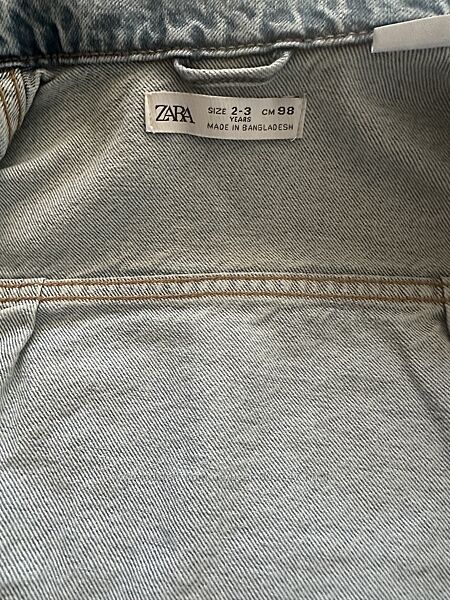 ZARA
SIZE 2-3 CM 98
YEARS
MADE IN BANGLADESH